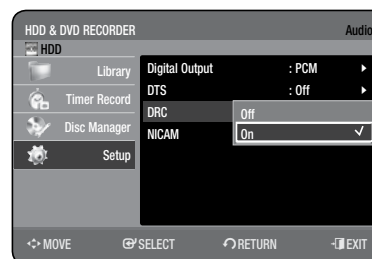 HDD & DVD RECORDER Audio
HDD
Library
Timer Record
Disc Manager
Setup
Digital Output : PCM
DTS : Off
DRC
NICAM
Off
On
MOVE SELECT RETURN EXIT